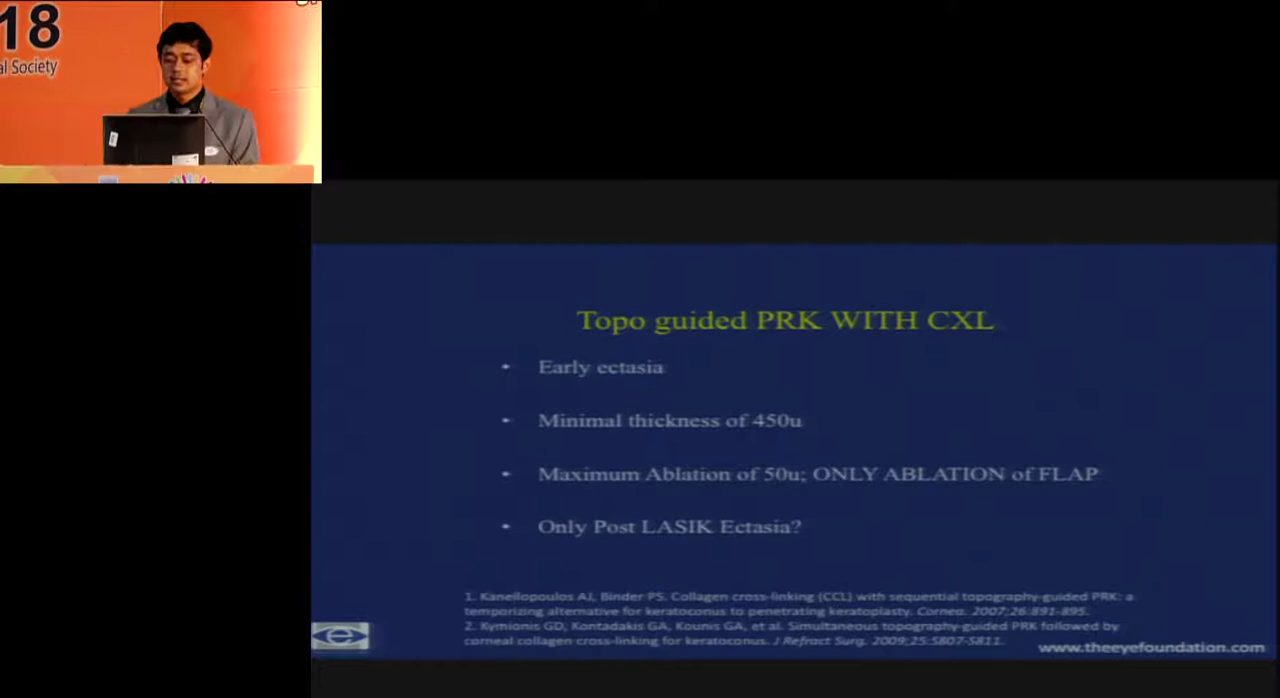 18
al Society
Topo guided PRK WITH CXL
• Early ectasia
• Minimal thickness of 450u
• Maximum Ablation of 50u; ONLY ABLATION of FLAP
• Only Post LASIK Ectasia?
1. Kanellopoulos AJ, Binder PS. Collagen cross-linking (CCL) with sequential topography-guided PRK: a
temporizing alternative for keratoconus to penetrating keratoplasty. Cornea. 2007;26:891-895.
2. Kymionis GD, Kontadakis GA, Kounis GA, et al. Simultaneous topography-guided PRK followed by
corneal collagen cross-linking for keratoconus. J Refract Surg. 2009;25:S807-S811.
e
www.theeyefoundation.com